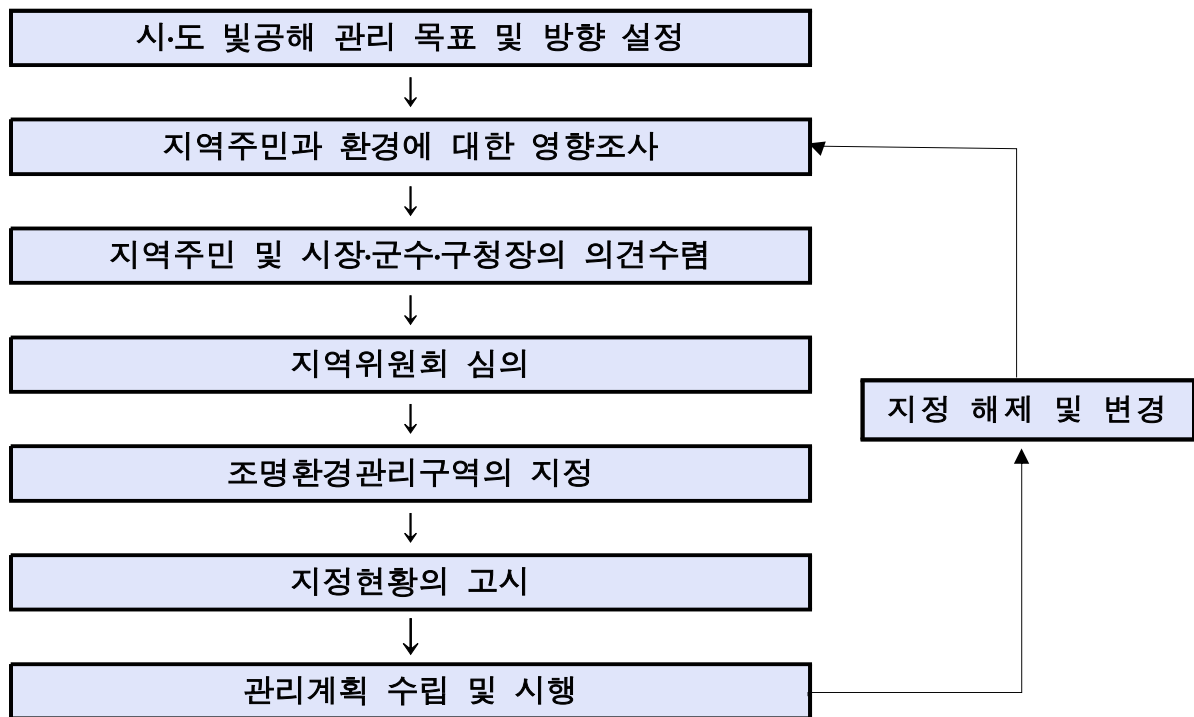 시·도 빛공해 관리 목표 및 방향 설정
↓
지역주민과 환경에 대한 영향조사
↓
지역주민 및 시장·군수·구청장의 의견수렴
↓
지역위원회 심의
↓
지정 해제 및 변경
조명환경관리구역의 지정
↓
지정현황의 고시
↓
관리계획 수립 및 시행